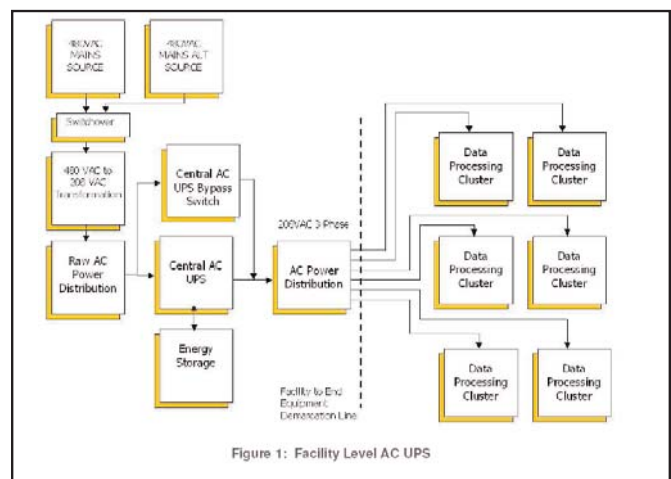 480VAC
MAINS
SOURCE
480VAC
MAINS ALT
SOURCE
Switchover
480 VAC to
208 VAC
Transformation
Raw AC
Power
Distribution
Central AC
UPS Bypass
Switch
Central AC
UPS
Energy
Storage
208VAC 3 Phase
AC Power
Distribution
Facility to End
Equipment
Demarcation Line
Data
Processing
Cluster
Data
Processing
Cluster
Data
Processing
Cluster
Data
Processing
Cluster
Data
Processing
Cluster
Data
Processing
Cluster
Figure 1: Facility Level AC UPS